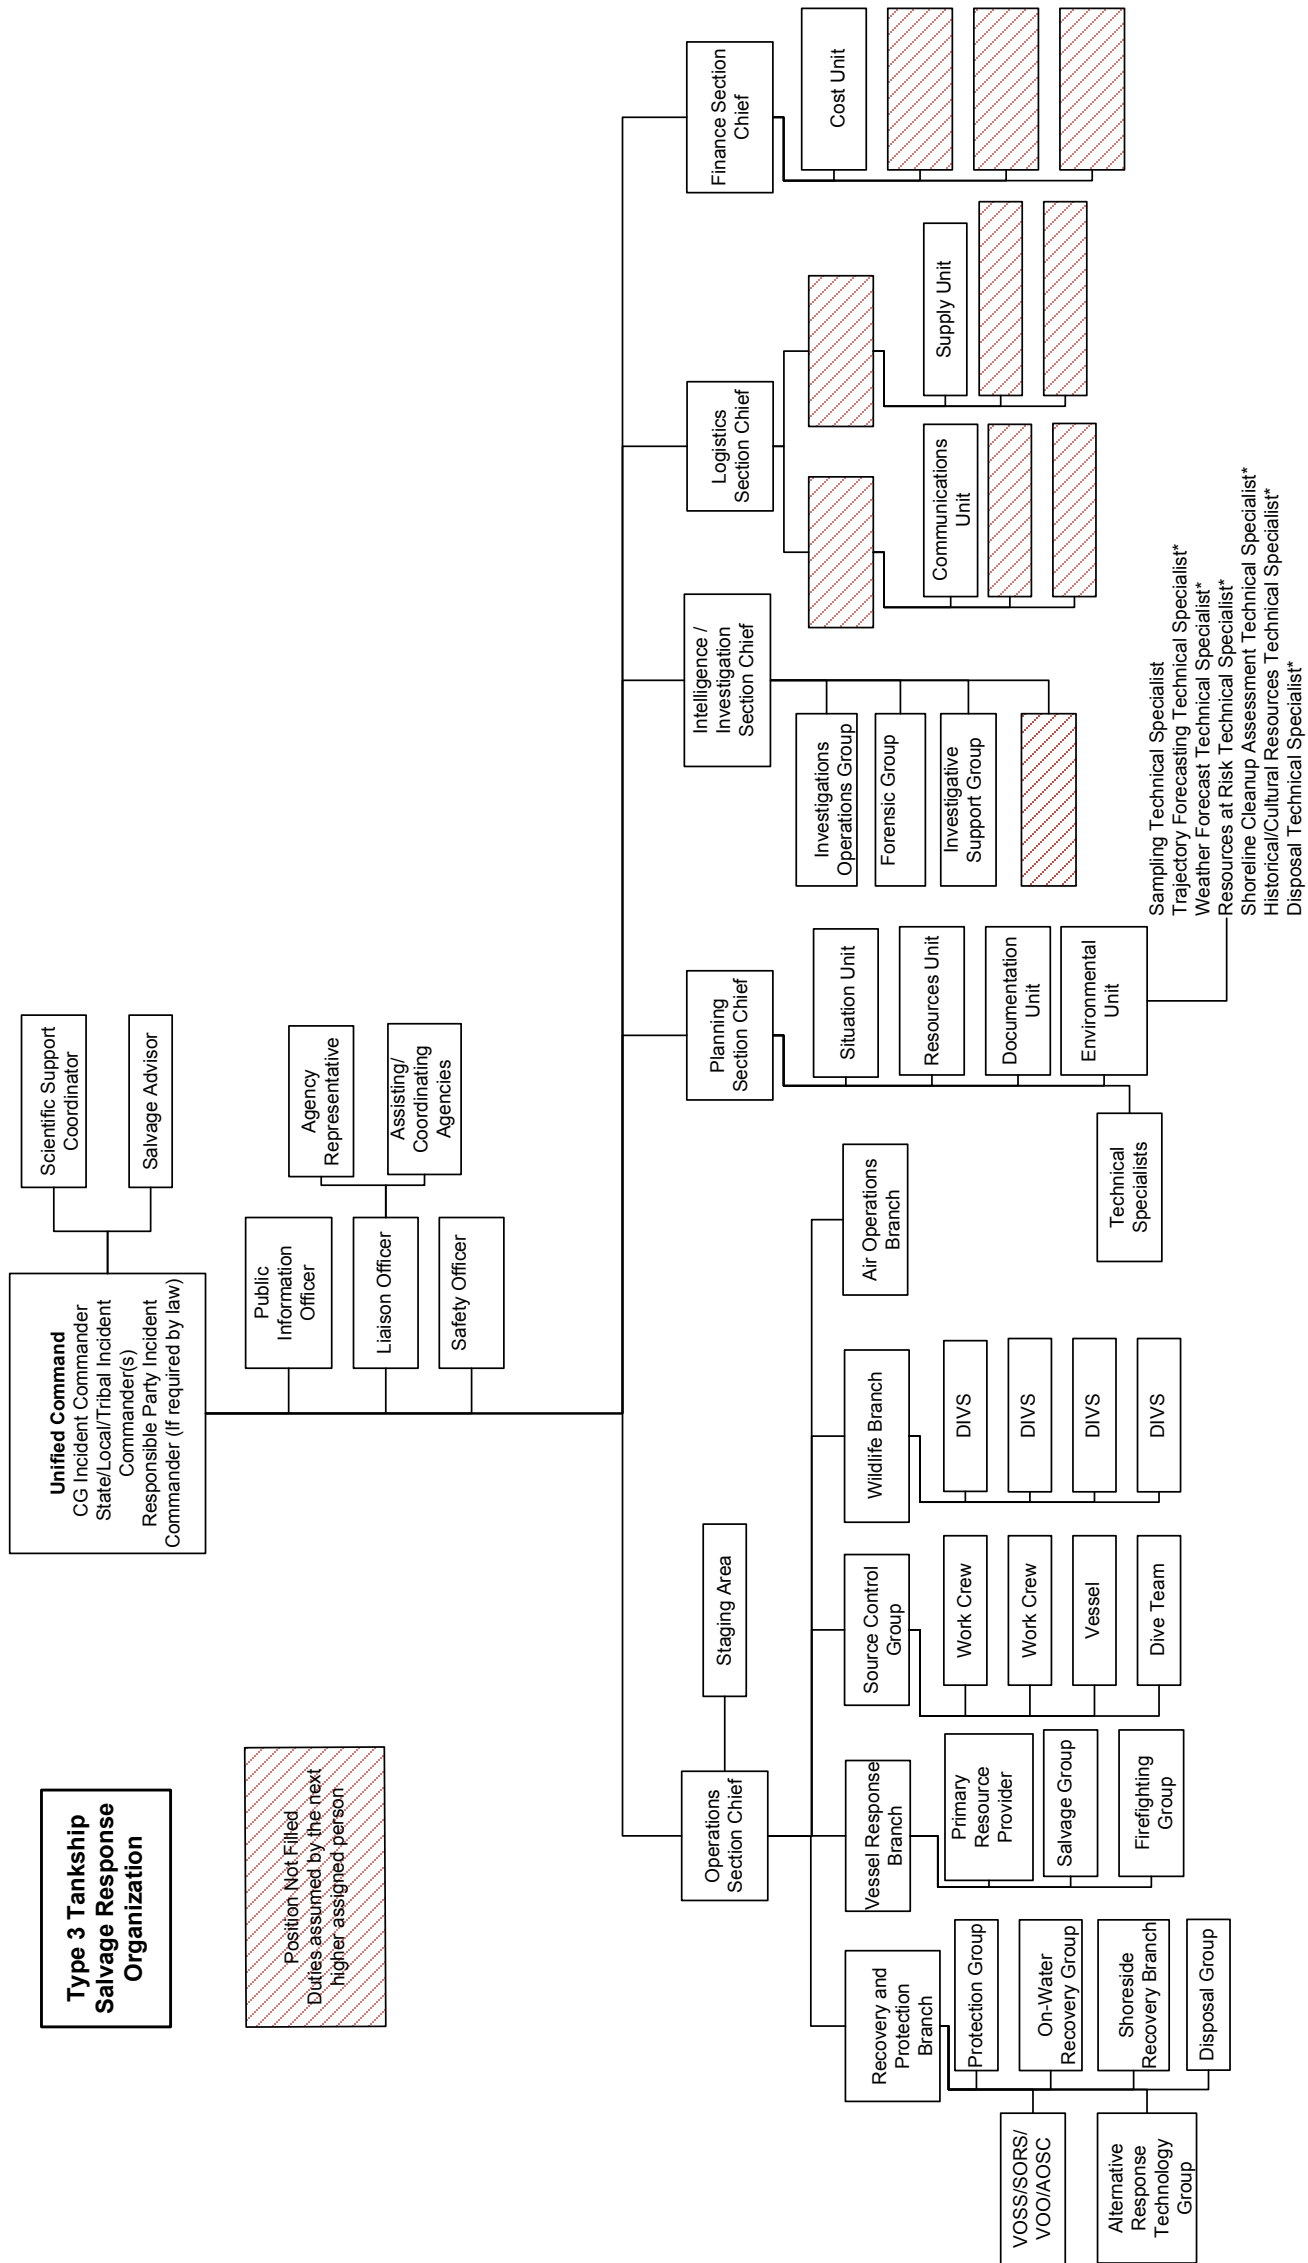 Type 3 Tankship
Salvage Response
Organization
Position Not Filled
Duties assumed by the next
higher assigned person
Unified Command
CG Incident Commander
State/Local/Tribal Incident
Commander(s)
Responsible Party Incident
Commander (If required by law)
Scientific Support
Coordinator
Salvage Advisor
Public
Information
Officer
Liaison Officer
Safety Officer
Agency
Representative
Assisting/
Coordinating
Agencies
Operations
Section Chief
Staging Area
Recovery and
Protection
Branch
Protection Group
On-Water
Recovery Group
Shoreside
Recovery Branch
Disposal Group
VOSS/SORS/
VOO/AOSC
Alternative
Response
Technology
Group
Vessel Response
Branch
Primary
Resource
Provider
Salvage Group
Firefighting
Group
Source Control
Group
Work Crew
Work Crew
Vessel
Dive Team
Wildlife Branch
DIVS
DIVS
DIVS
DIVS
Air Operations
Branch
Planning
Section Chief
Situation Unit
Resources Unit
Documentation
Unit
Environmental
Unit
Technical
Specialists
Sampling Technical Specialist
Trajectory Forecasting Technical Specialist*
Weather Forecast Technical Specialist*
Resources at Risk Technical Specialist*
Shoreline Cleanup Assessment Technical Specialist*
Historical/Cultural Resources Technical Specialist*
Disposal Technical Specialist*
Intelligence /
Investigation
Section Chief
Investigations
Operations Group
Forensic Group
Investigative
Support Group
Logistics
Section Chief
Communications
Unit
Supply Unit
Finance Section
Chief
Cost Unit